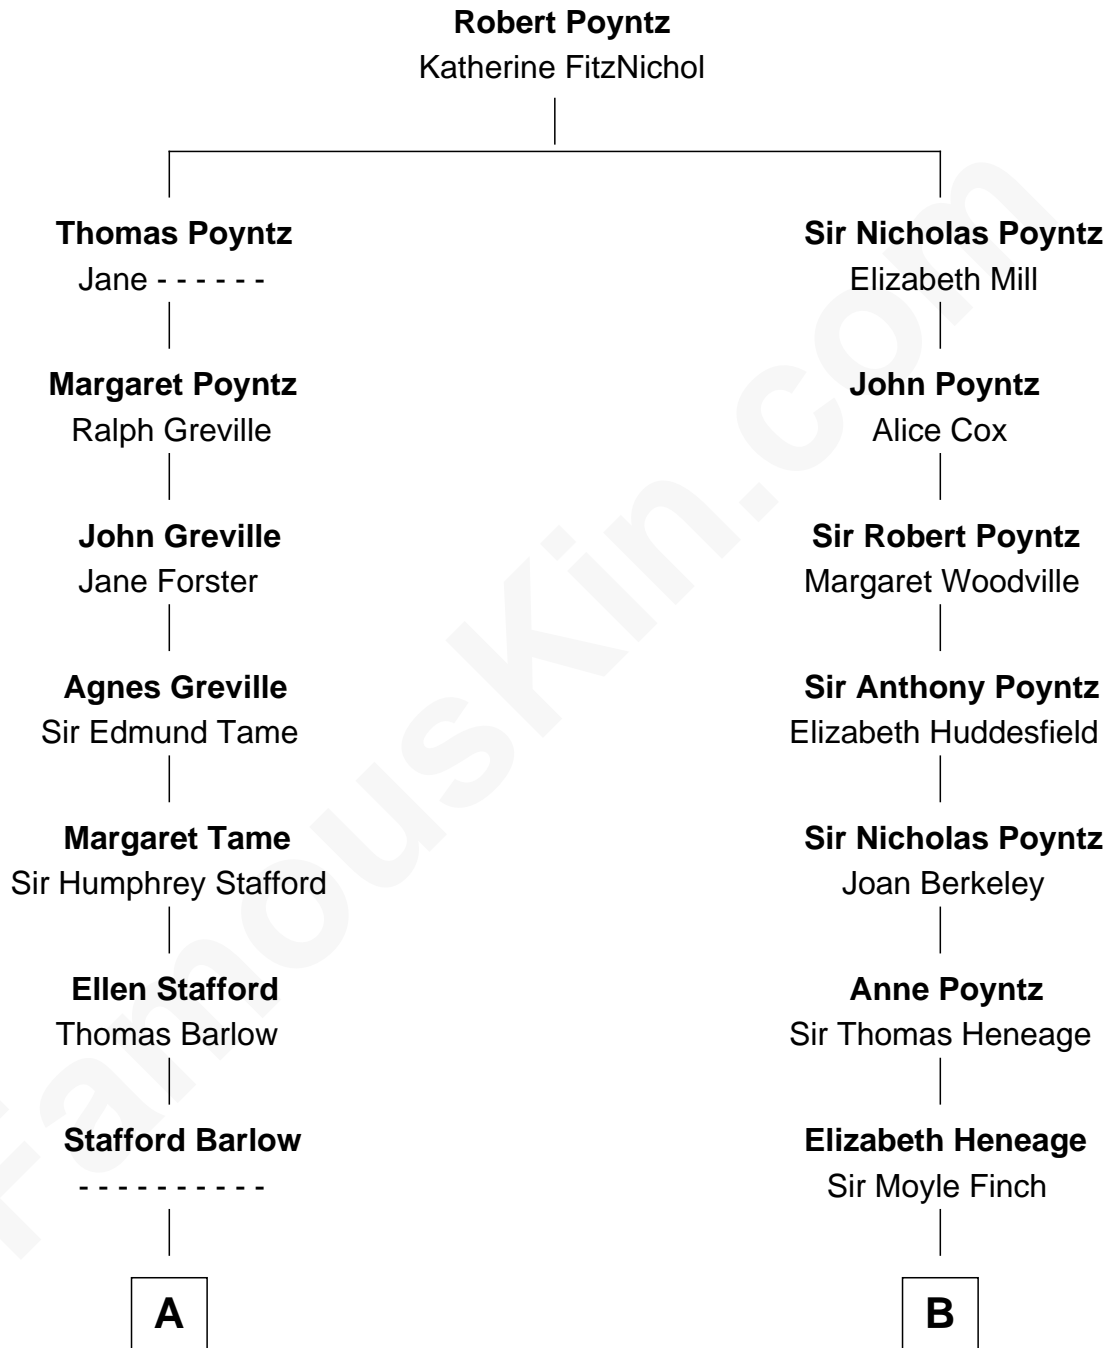 Robert Poyntz
Katherine FitzNichol
Thomas Poyntz
Jane - - - - - -
Sir Nicholas Poyntz
Elizabeth Mill
Margaret Poyntz
Ralph Greville
John Poyntz
Alice Cox
John Greville
Jane Forster
Sir Robert Poyntz
Margaret Woodville
Agnes Greville
Sir Edmund Tame
Sir Anthony Poyntz
Elizabeth Huddesfield
Margaret Tame
Sir Humphrey Stafford
Sir Nicholas Poyntz
Joan Berkeley
Ellen Stafford
Thomas Barlow
Anne Poyntz
Sir Thomas Heneage
Stafford Barlow
- - - - - - - - - -
Elizabeth Heneage
Sir Moyle Finch
A
B
FamousKin.com